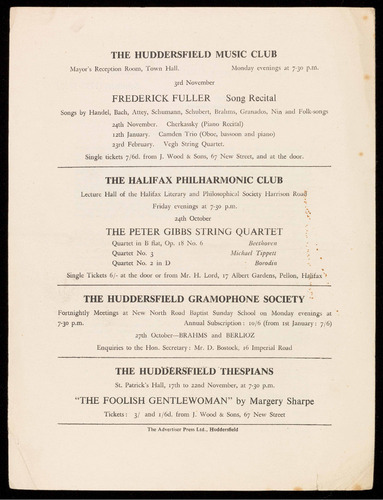 THE HUDDERSFIELD MUSIC CLUB
Mayor's Reception Room, Town Hall. Monday evenings at 7-30 p.m.
3rd November
FREDERICK FULLER Song Recital
Songs by Handel, Bach, Attey, Schumann, Schubert, Brahms, Granados, Nin and Folk-songs
24th November. Cherkassky (Piano Recital)
12th January. Camden Trio (Oboe, bassoon and piano)
23rd February. Vegh String Quartet.
Single tickets 7/6d. from J. Wood & Sons, 67 New Street, and at the door.
THE HALIFAX PHILHARMONIC CLUB
Lecture Hall of the Halifax Literary and Philosophical Society Harrison Road
Friday evenings at 7-30 p.m.
24th October
THE PETER GIBBS STRING QUARTET
Quartet in B flat, Op. 18 No. 6 Beethoven
Quartet No. 3 Michael Tippett
Quartet No. 2 in D Borodin
Single Tickets 6/- at the door or from Mr. H. Lord, 17 Albert Gardens, Pellon, Halifax
THE HUDDERSFIELD GRAMOPHONE SOCIETY
Fortnightly Meetings at New North Road Baptist Sunday School on Monday evenings at
7-30 p.m. Annual Subscription : 10/6 (from 1st January : 7/6)
27th October—BRAHMS and BERLIOZ
Enquiries to the Hon. Secretary : Mr. D. Bostock, 16 Imperial Road
THE HUDDERSFIELD THESPIANS
St. Patrick's Hall, 17th to 22nd November, at 7-30 p.m.
"THE FOOLISH GENTLEWOMAN" by Margery Sharpe
Tickets : 3/- and 1/6d. from J. Wood & Sons, 67 New Street
The Advertiser Press Ltd., Huddersfield